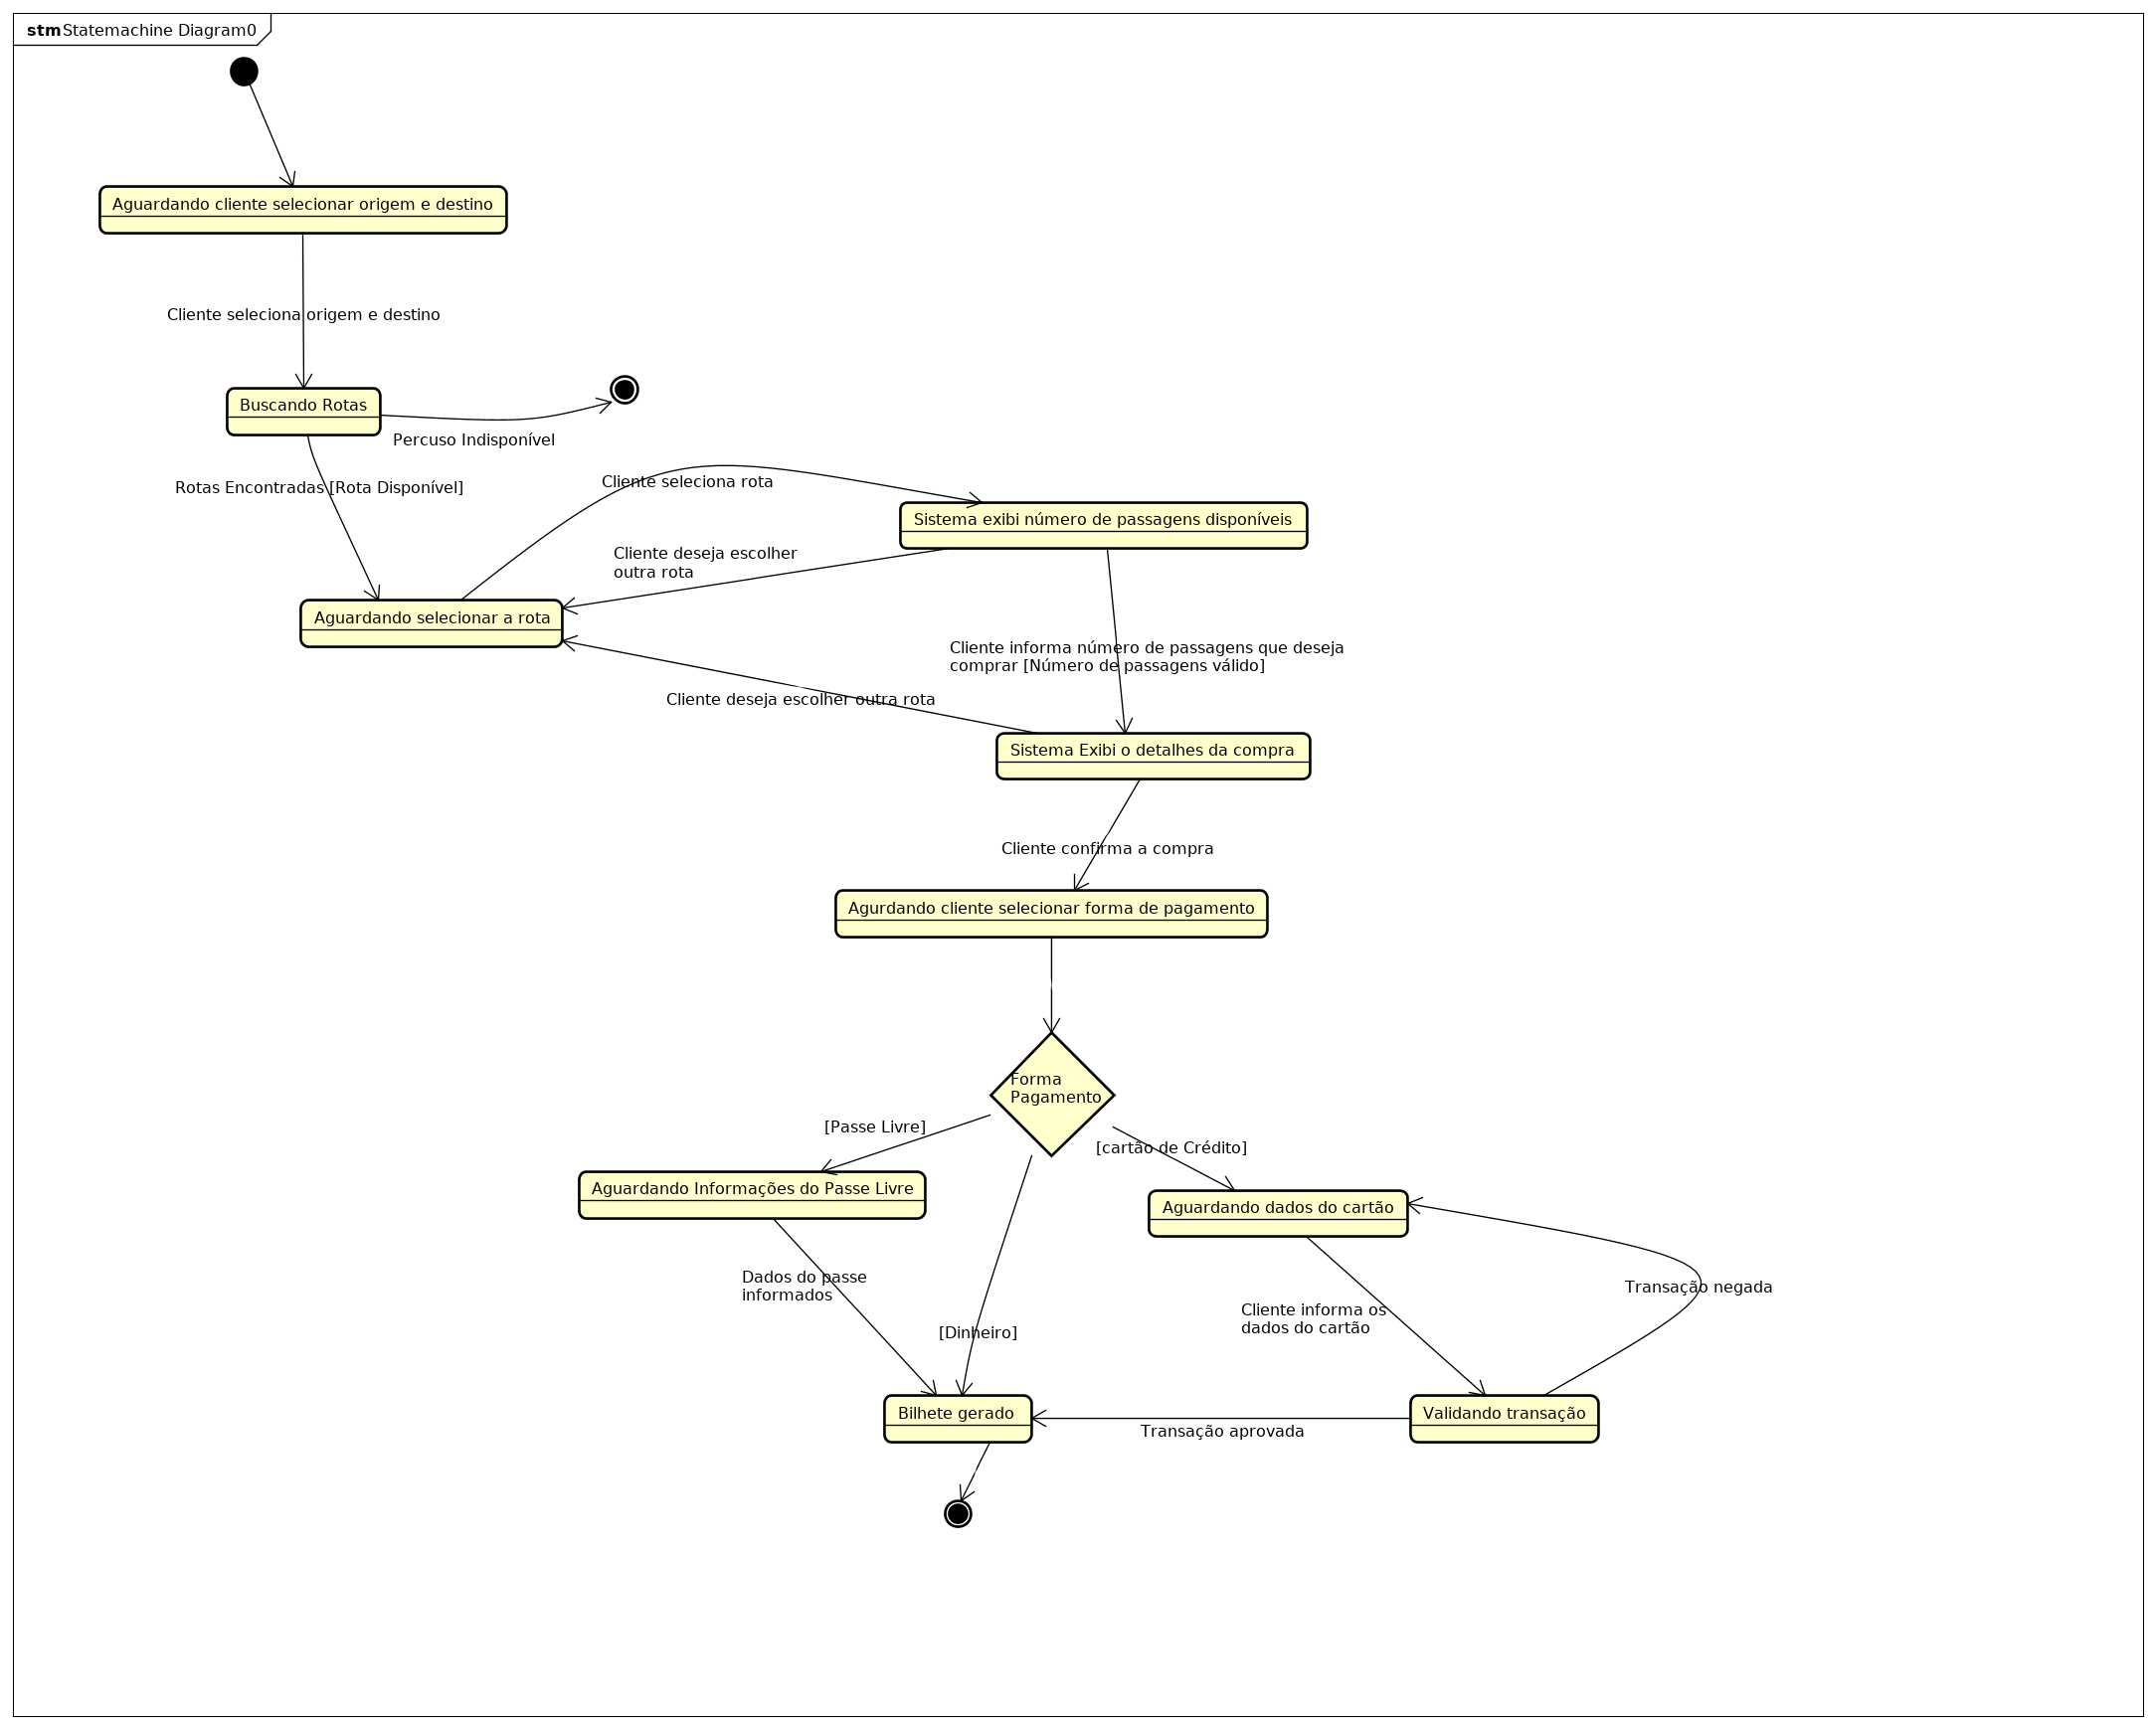 stm Statemachine Diagram0
Aguardando cliente selecionar origem e destino
Cliente seleciona origem e destino
Buscando Rotas
Percuso Indisponível
Rotas Encontradas [Rota Disponível]
Cliente seleciona rota
Sistema exibi número de passagens disponíveis
Cliente deseja escolher
outra rota
Aguardando selecionar a rota
Cliente informa número de passagens que deseja
comprar [Número de passagens válido]
Cliente deseja escolher outra rota
Sistema Exibi o detalhes da compra
Cliente confirma a compra
Agurdando cliente selecionar forma de pagamento
Forma
Pagamento
[Passe Livre]
[cartão de Crédito]
Aguardando Informações do Passe Livre
Aguardando dados do cartão
Dados do passe
informados
Transação negada
Cliente informa os
dados do cartão
[Dinheiro]
Bilhete gerado
Validando transação
Transação aprovada